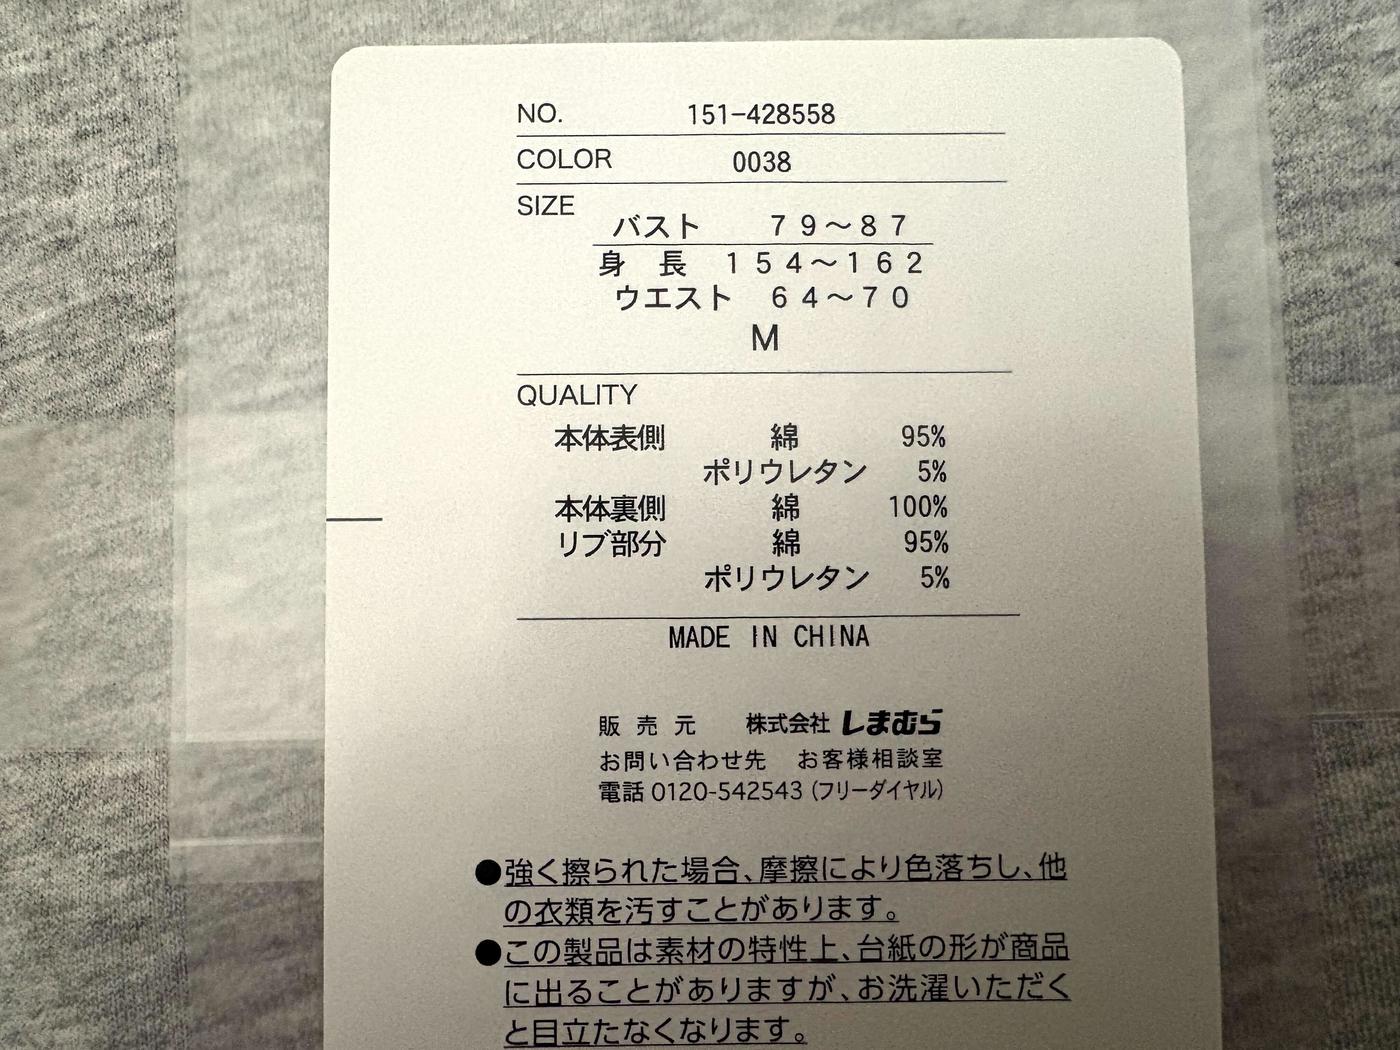 NO. 151-428558
COLOR 0038
SIZE
バスト 79～87
身長 154～162
ウエスト 64～70
M
QUALITY
本体表側 綿 95%
ポリウレタン 5%
本体裏側 綿 100%
リブ部分 綿 95%
ポリウレタン 5%
MADE IN CHINA
販売元 株式会社 しまむら
お問い合わせ先 お客様相談室
電話 0120-542543 (フリーダイヤル)
●強く擦られた場合、摩擦により色落ちし、他
の衣類を汚すことがあります。
●この製品は素材の特性上、台紙の形が商品
に出ることがありますが、お洗濯いただく
と目立たなくなります。